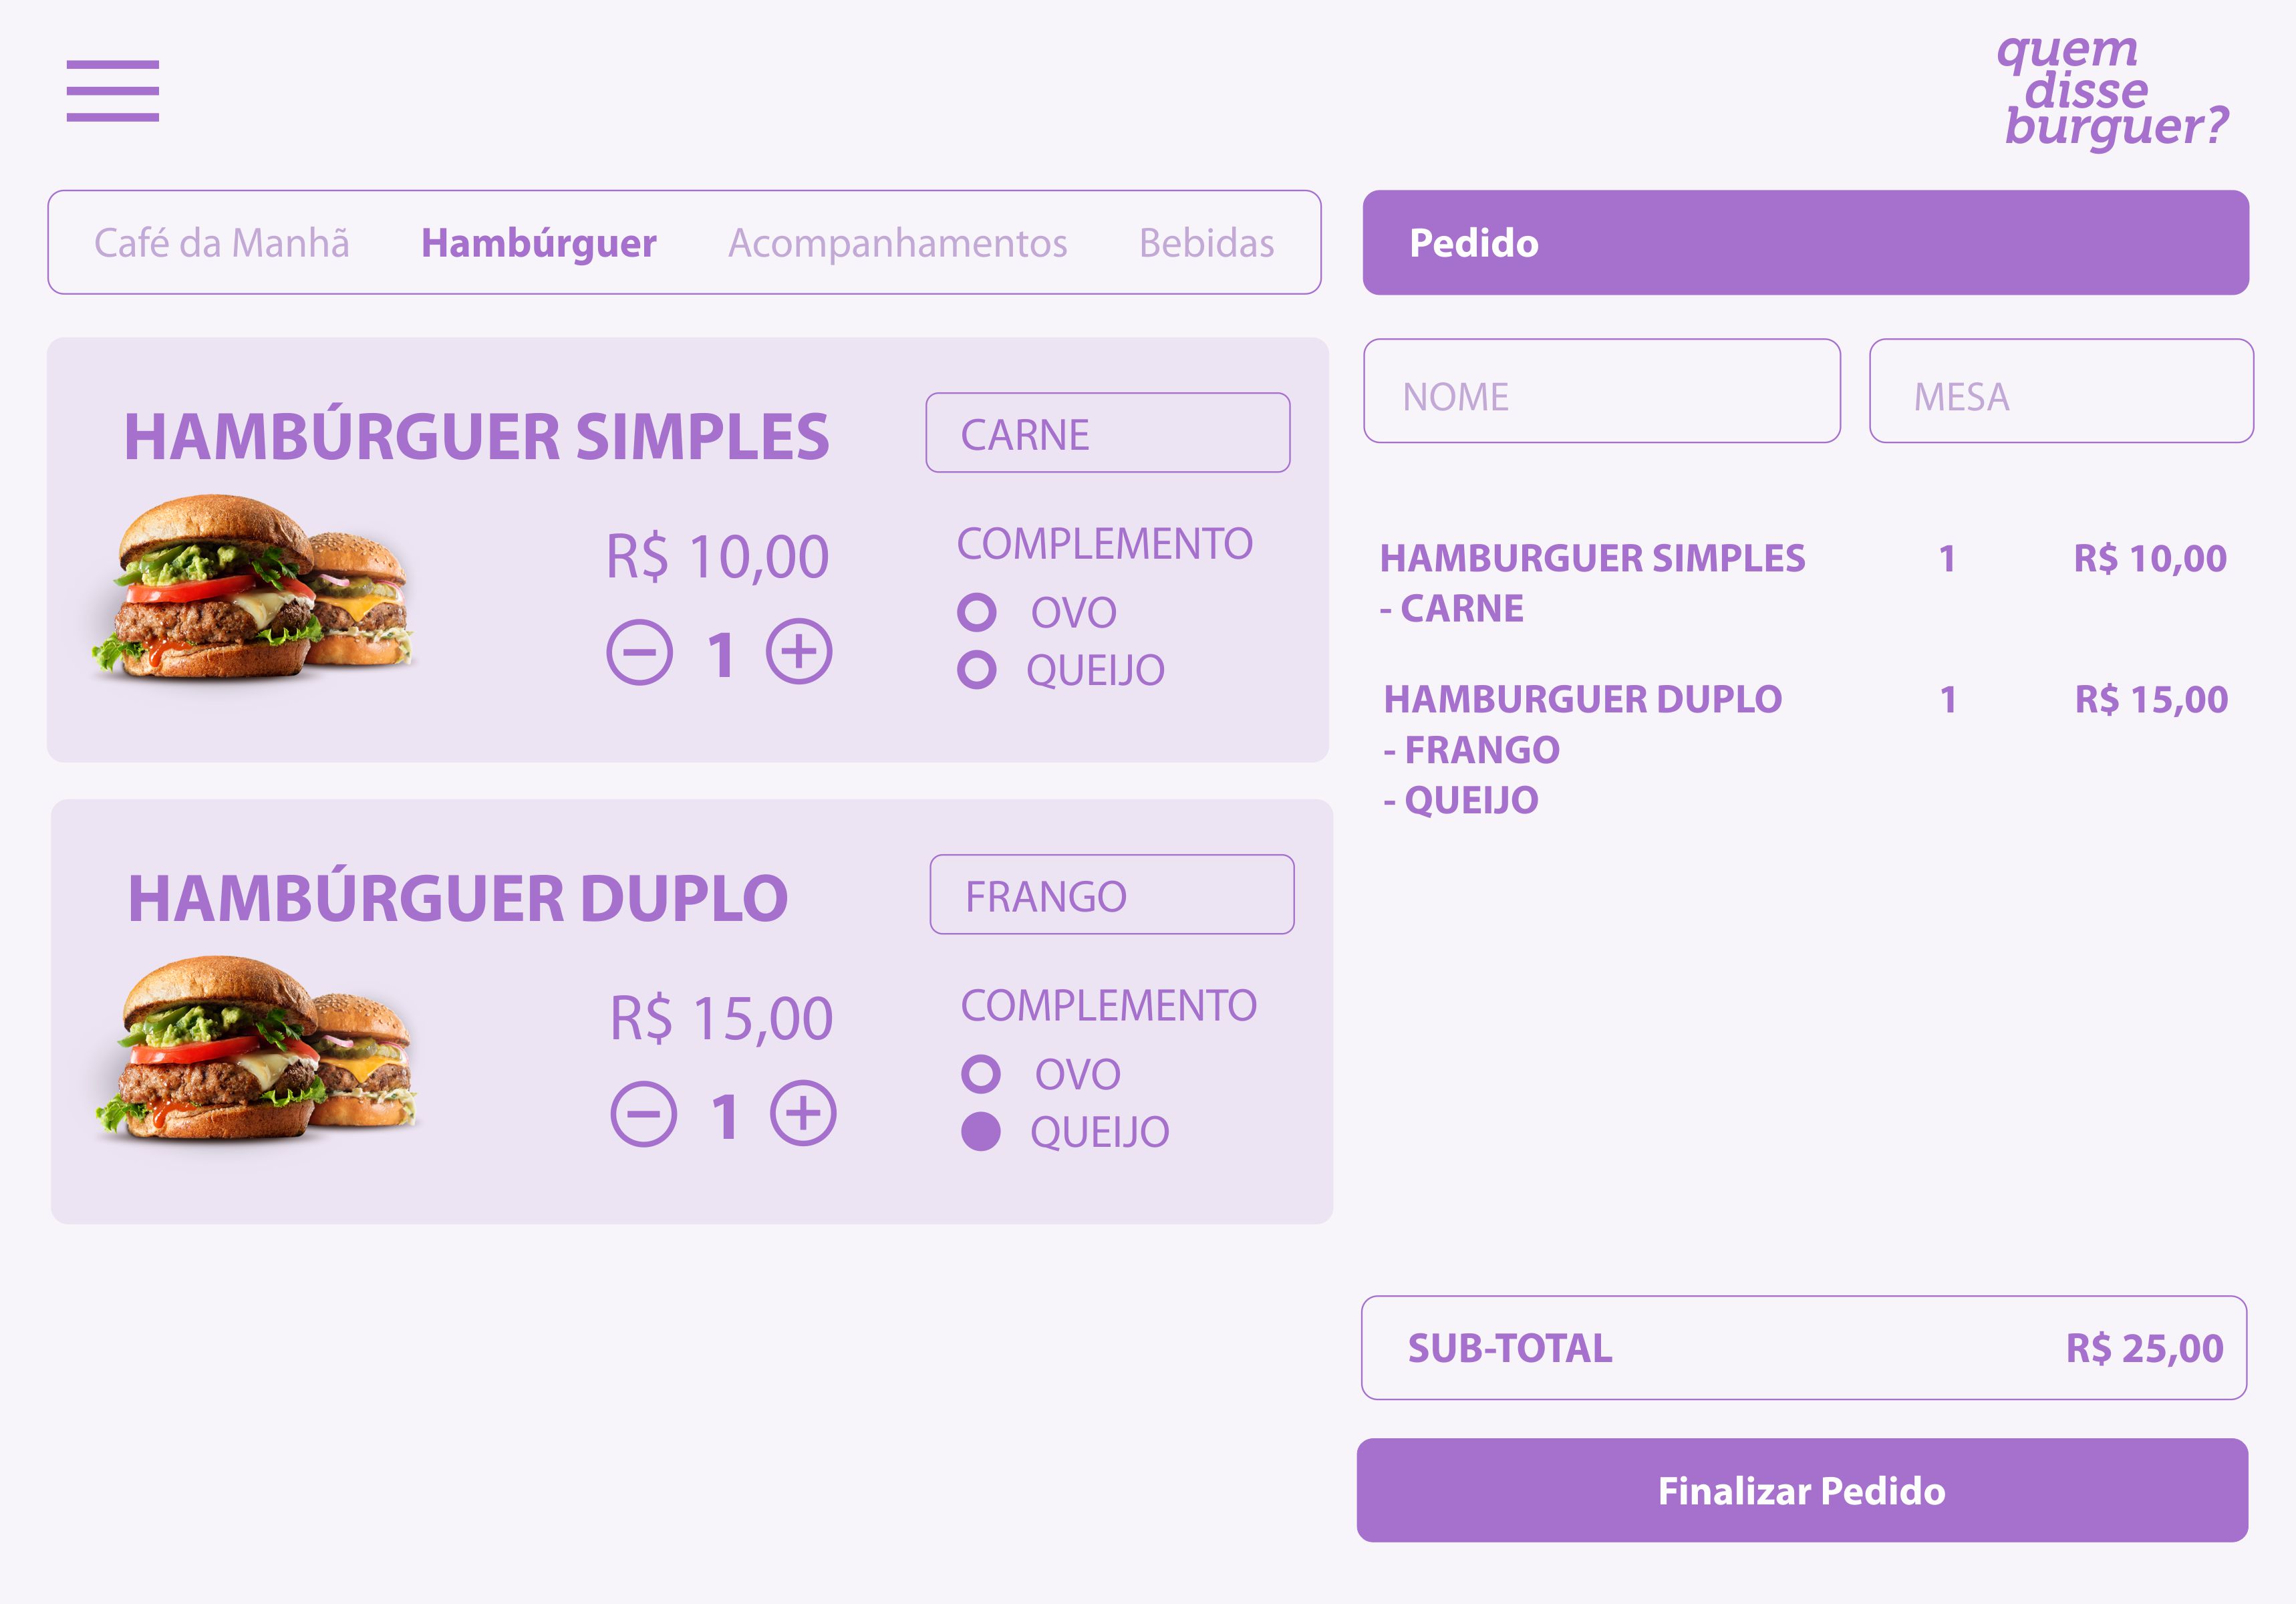 quem
disse
burguer?
Café da Manhã Hambúrguer Acompanhamentos Bebidas
HAMBÚRGUER SIMPLES
CARNE
R$ 10,00
1
COMPLEMENTO
OVO
QUEIJO
HAMBÚRGUER DUPLO
FRANGO
R$ 15,00
1
COMPLEMENTO
OVO
QUEIJO
Pedido
NOME MESA
HAMBURGUER SIMPLES 1 R$ 10,00
- CARNE
HAMBURGUER DUPLO 1 R$ 15,00
- FRANGO
- QUEIJO
SUB-TOTAL R$ 25,00
Finalizar Pedido